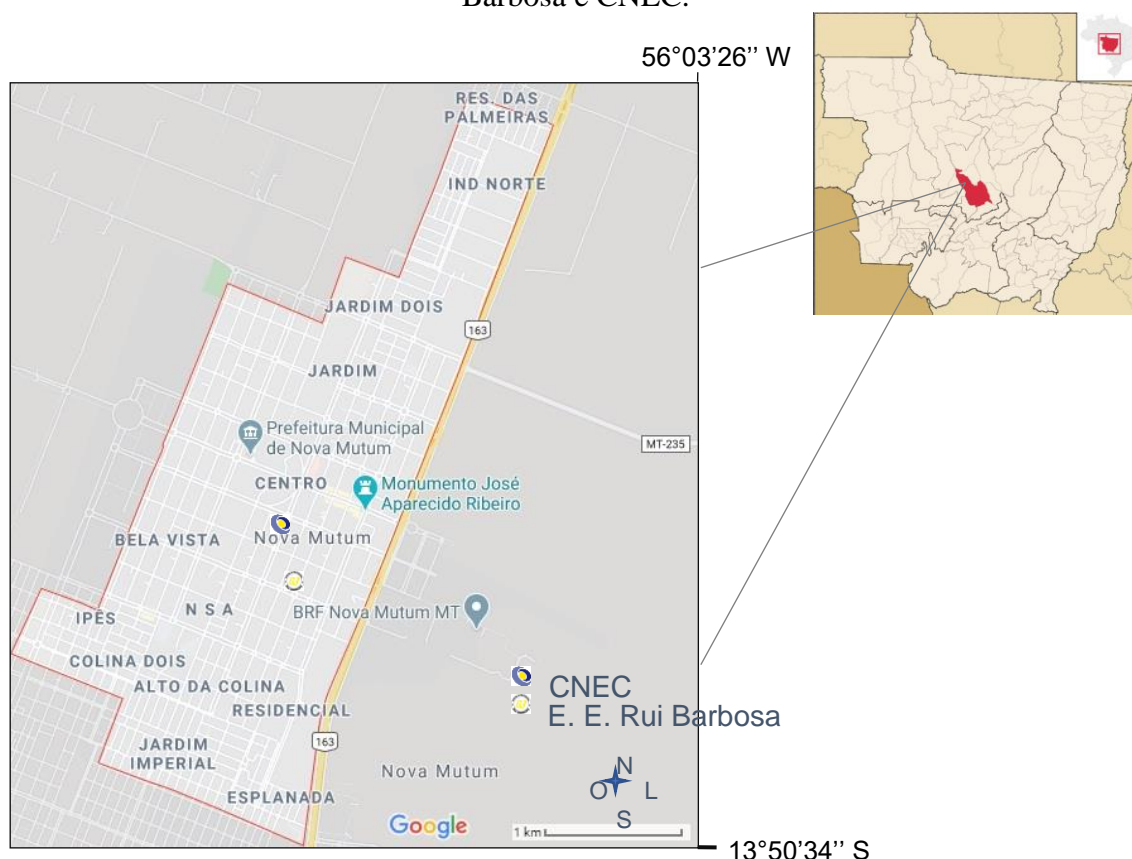 Barbosa e CNEC.
56°03'26'' W
RES. DAS
PALMEIRAS
IND NORTE
JARDIM DOIS
163
JARDIM
Prefeitura Municipal
de Nova Mutum
MT-235
CENTRO
Monumento José
Aparecido Ribeiro
BELA VISTA
Nova Mutum
N S A
BRF Nova Mutum MT
IPÊS
COLINA DOIS
ALTO DA COLINA
CNEC
RESIDENCIAL
E. E. Rui Barbosa
163
JARDIM
IMPERIAL
Nova Mutum
N
O L
S
ESPLANADA
Google
1 km
13°50'34'' S